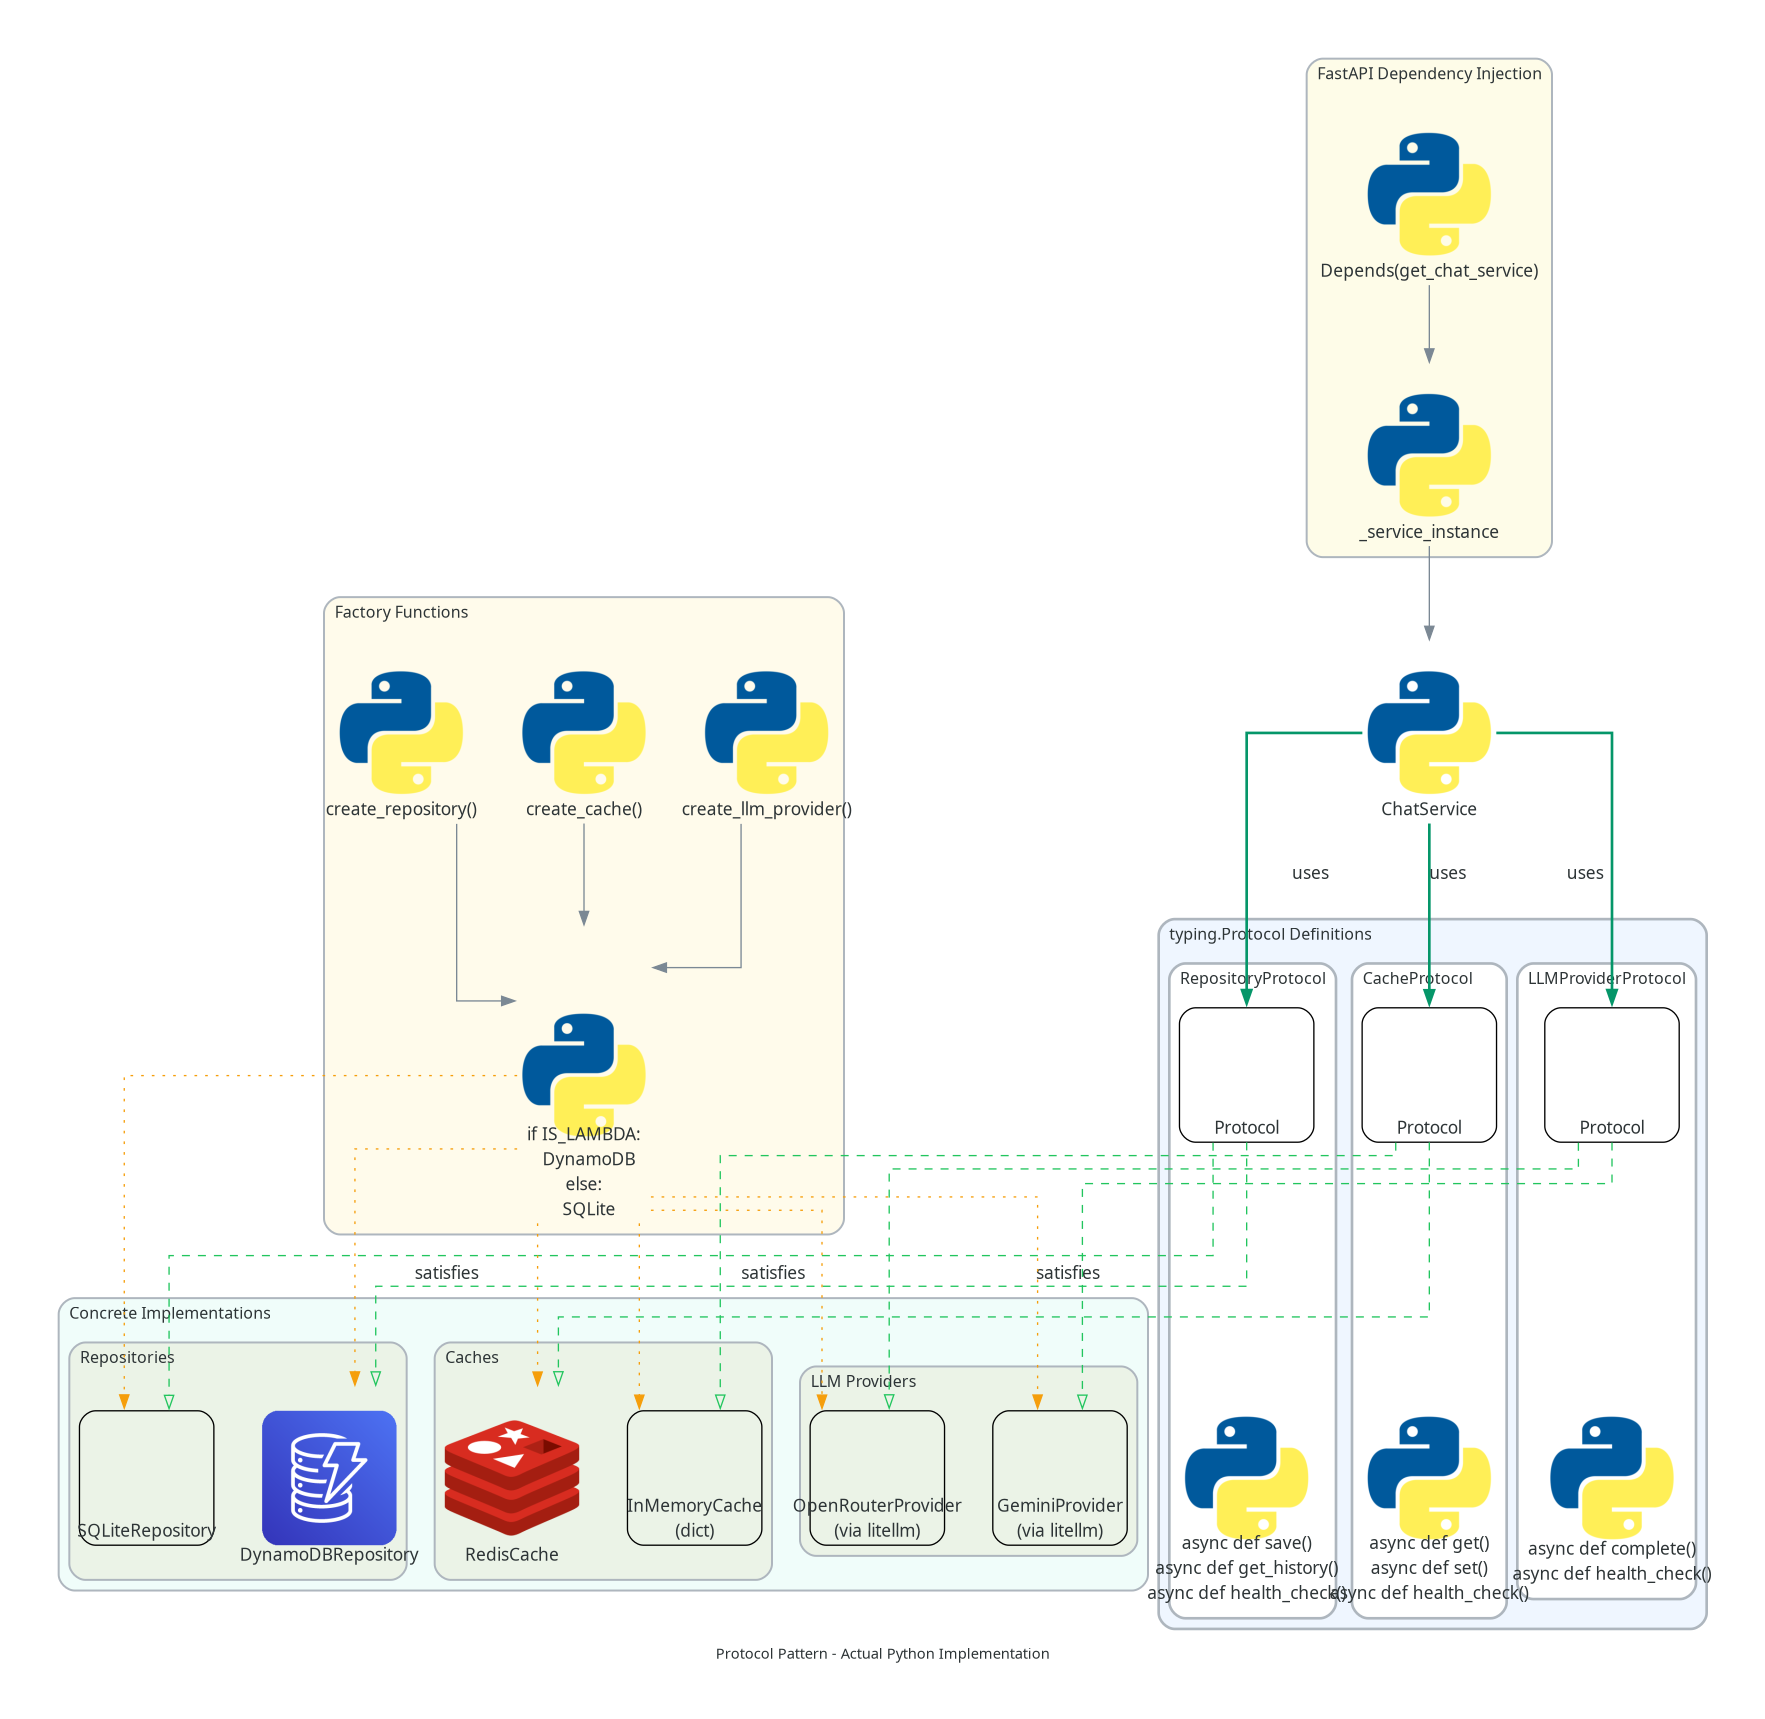 FastAPI Dependency Injection
Depends(get_chat_service)
_service_instance
Factory Functions
create_repository()
create_cache()
create_llm_provider()
ChatService
uses
uses
uses
typing.Protocol Definitions
RepositoryProtocol
CacheProtocol
LLMProviderProtocol
Protocol
Protocol
Protocol
if IS_LAMBDA:
DynamoDB
else:
SQLite
satisfies
satisfies
satisfies
Concrete Implementations
Repositories
Caches
LLM Providers
SQLiteRepository
DynamoDBRepository
RedisCache
InMemoryCache
(dict)
OpenRouterProvider
(via litellm)
GeminiProvider
(via litellm)
async def save()
async def get_history()
async def health_check()
async def get()
async def set()
async def health_check()
async def complete()
async def health_check()
Protocol Pattern - Actual Python Implementation